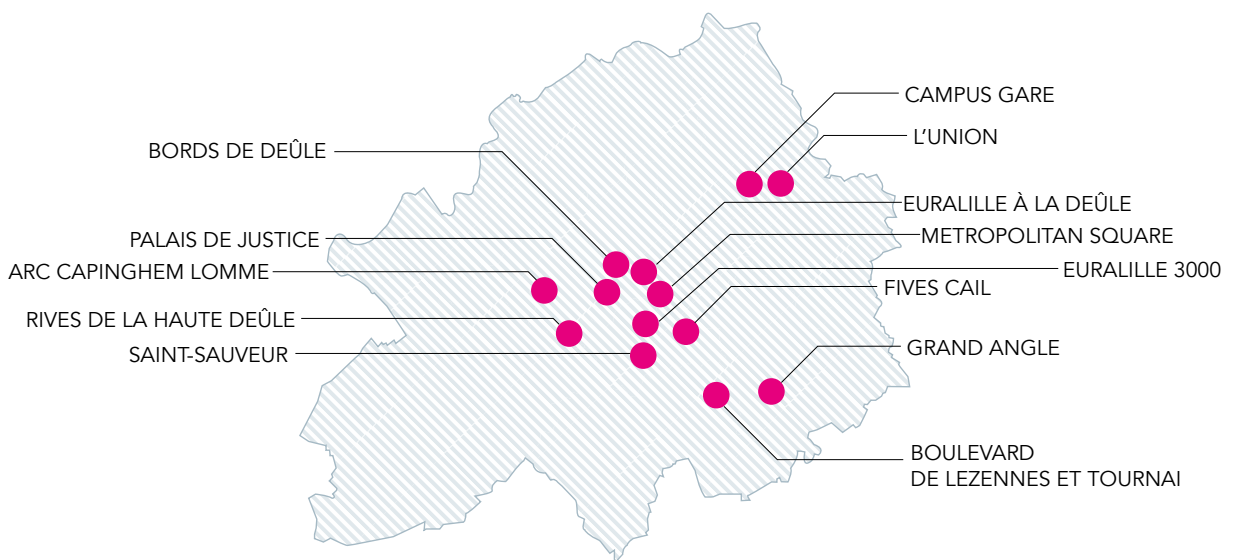 CAMPUS GARE
L'UNION
BORDS DE DEÛLE
EURALILLE À LA DEÛLE
PALAIS DE JUSTICE
METROPOLITAN SQUARE
ARC CAPINGHEM LOMME
EURALILLE 3000
FIVES CAIL
RIVES DE LA HAUTE DEÛLE
SAINT-SAUVEUR
GRAND ANGLE
BOULEVARD
DE LEZENNES ET TOURNAI